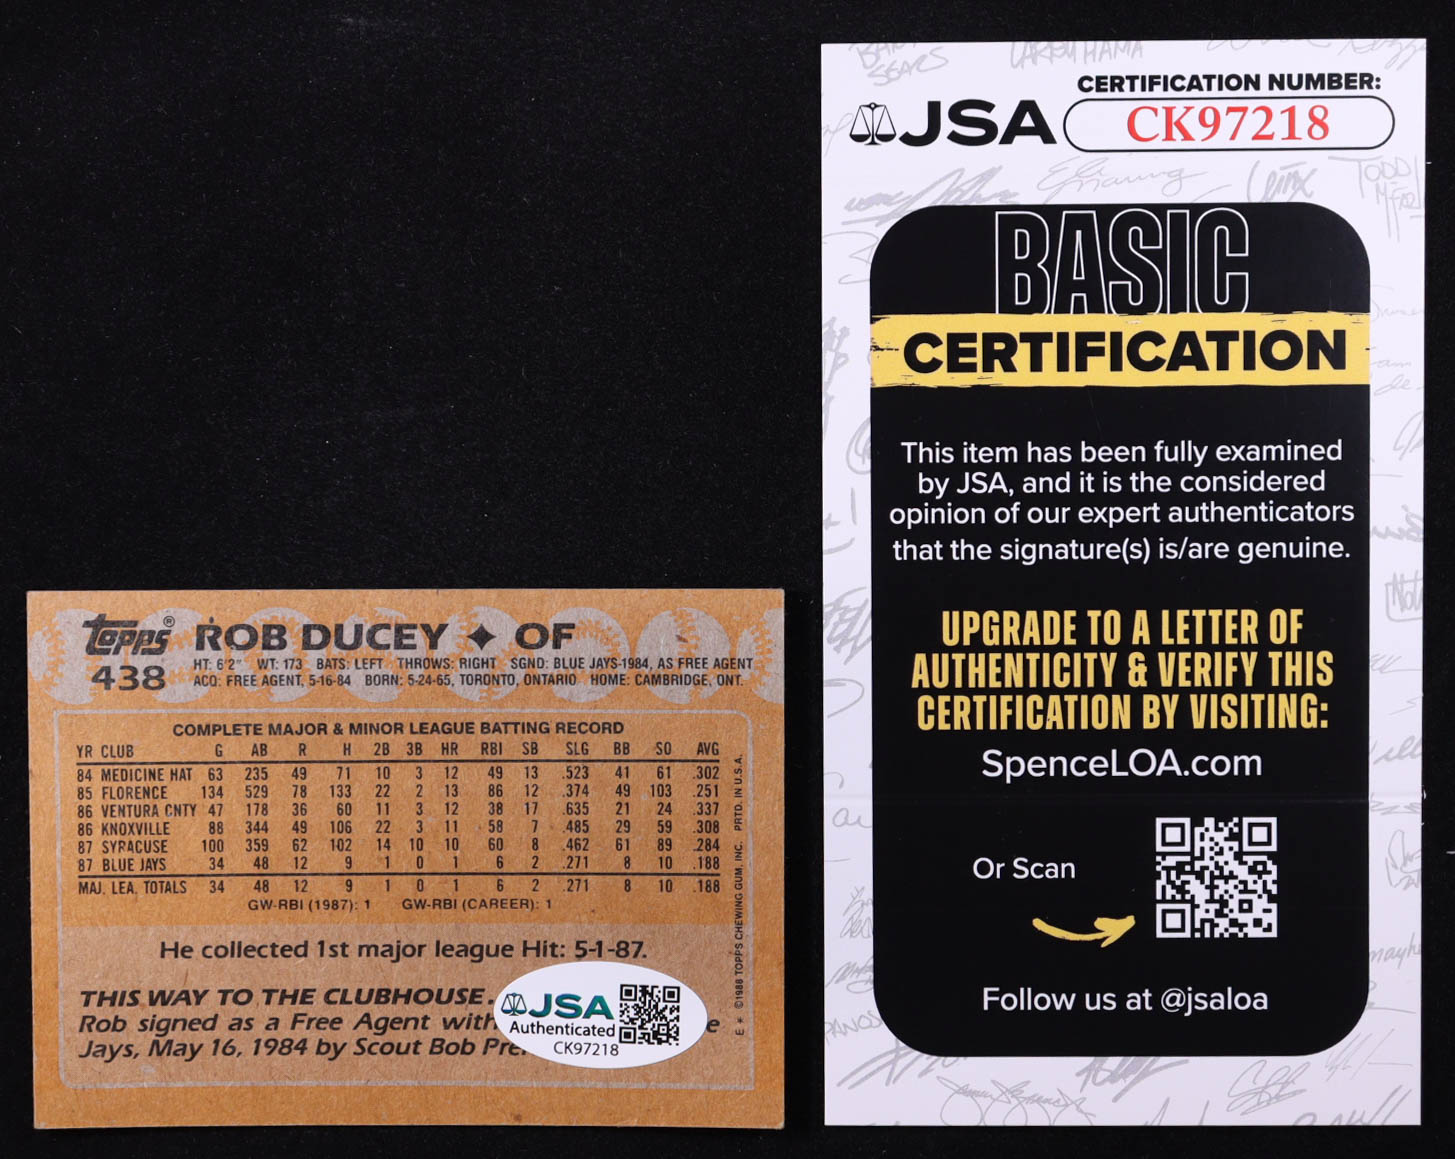 Topps®
438
ROB DUCEY ✦ OF
HT: 6'2" WT: 173 BATS: LEFT THROWS: RIGHT SGND: BLUE JAYS-1984, AS FREE AGENT
ACQ: FREE AGENT, 5-16-84 BORN: 5-24-65, TORONTO, ONTARIO HOME: CAMBRIDGE, ONT.
COMPLETE MAJOR & MINOR LEAGUE BATTING RECORD
YR CLUB G AB R H 2B 3B HR RBI SB SLG BB SO AVG
84 MEDICINE HAT 63 235 49 71 10 3 12 49 13 .523 41 61 .302
85 FLORENCE 134 529 78 133 22 2 13 86 12 .374 49 103 .251
86 VENTURA CNTY 47 178 36 60 11 3 12 38 17 .635 21 24 .337
86 KNOXVILLE 88 344 49 106 22 3 11 58 7 .485 29 59 .308
87 SYRACUSE 100 359 62 102 14 10 10 60 8 .462 61 89 .284
87 BLUE JAYS 34 48 12 9 1 0 1 6 2 .271 8 10 .188
MAJ. LEA. TOTALS 34 48 12 9 1 0 1 6 2 .271 8 10 .188
GW-RBI (1987): 1 GW-RBI (CAREER): 1
He collected 1st major league Hit: 5-1-87.
THIS WAY TO THE CLUBHOUSE.
Rob signed as a Free Agent with
Jays, May 16, 1984 by Scout Bob
E * ©1988 TOPPS CHEWING GUM, INC. PRTD. IN U.S.A.
JSA
Authenticated
CK97218
CERTIFICATION NUMBER:
JSA CK97218
BASIC
CERTIFICATION
This item has been fully examined
by JSA, and it is the considered
opinion of our expert authenticators
that the signature(s) is/are genuine.
UPGRADE TO A LETTER OF
AUTHENTICITY & VERIFY THIS
CERTIFICATION BY VISITING:
SpenceLOA.com
Or Scan
Follow us at @jsaloa